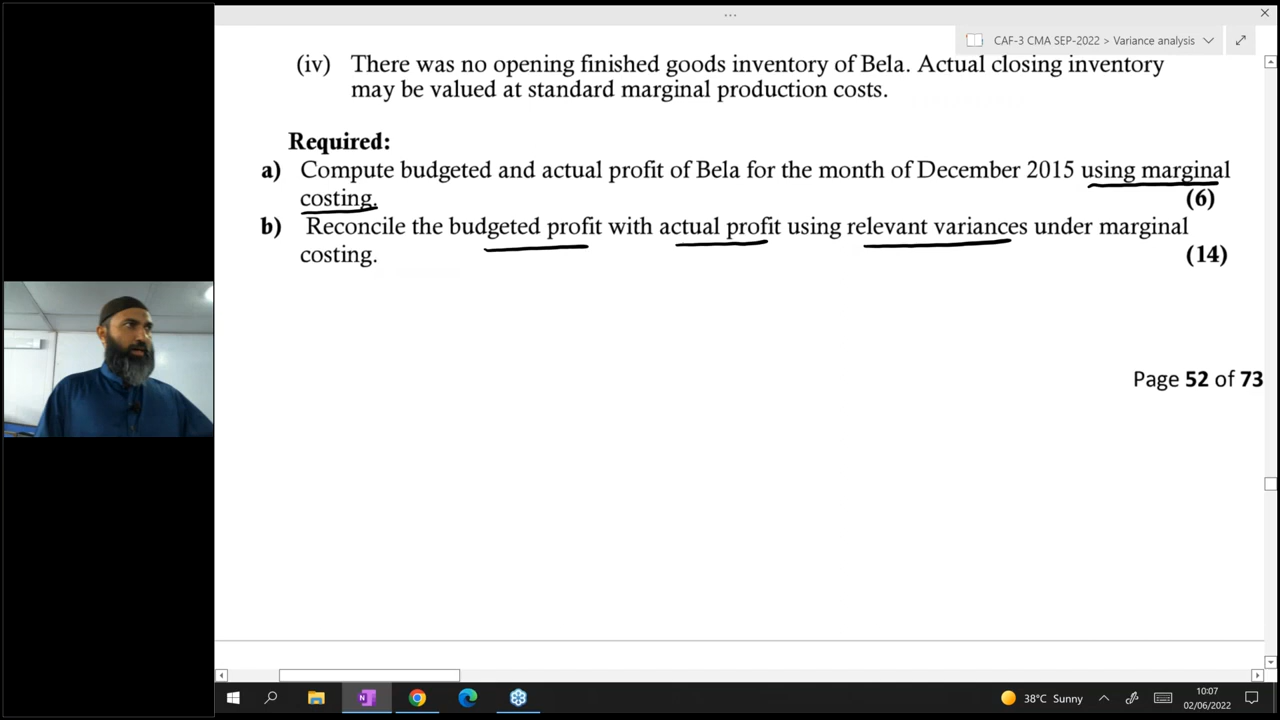 CAF-3 CMA SEP-2022 > Variance analysis
(iv) There was no opening finished goods inventory of Bela. Actual closing inventory
may be valued at standard marginal production costs.
Required:
a) Compute budgeted and actual profit of Bela for the month of December 2015 using marginal
costing. (6)
b) Reconcile the budgeted profit with actual profit using relevant variances under marginal
costing. (14)
Page 52 of 73
38°C Sunny
10:07
02/06/2022